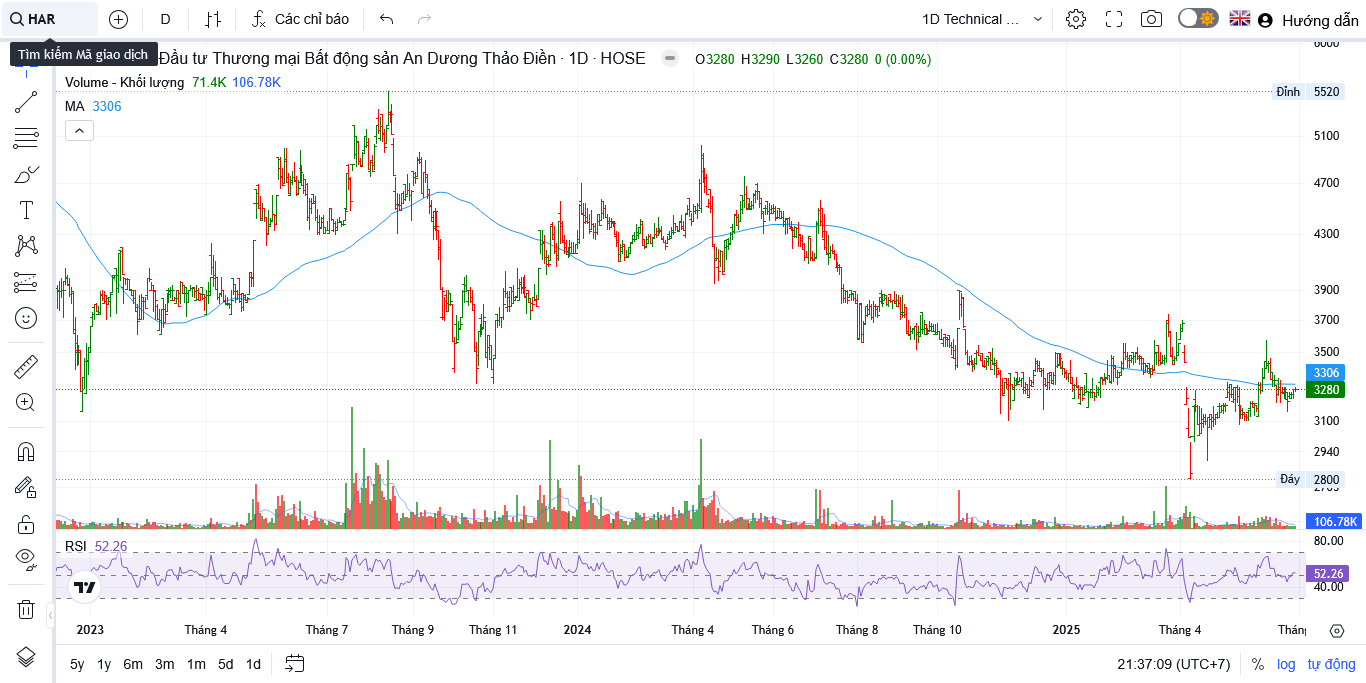 HAR D Các chỉ báo 1D Technical ... Hướng dẫn
Tìm kiếm Mã giao dịch Đầu tư Thương mại Bất động sản An Dương Thảo Điền · 1D · HOSE O3280 H3290 L3260 C3280 0 (0.00%)
Volume - Khối lượng 71.4K 106.78K
MA 3306
6000
Đỉnh 5520
5100
4700
4300
3900
3700
3500
3306
3280
3100
2940
Đáy 2800
106.78K
RSI 52.26
80.00
52.26
40.00
2023 Tháng 4 Tháng 7 Tháng 9 Tháng 11 2024 Tháng 4 Tháng 6 Tháng 8 Tháng 10 2025 Tháng 4
5y 1y 6m 3m 1m 5d 1d 21:37:09 (UTC+7) % log tự động